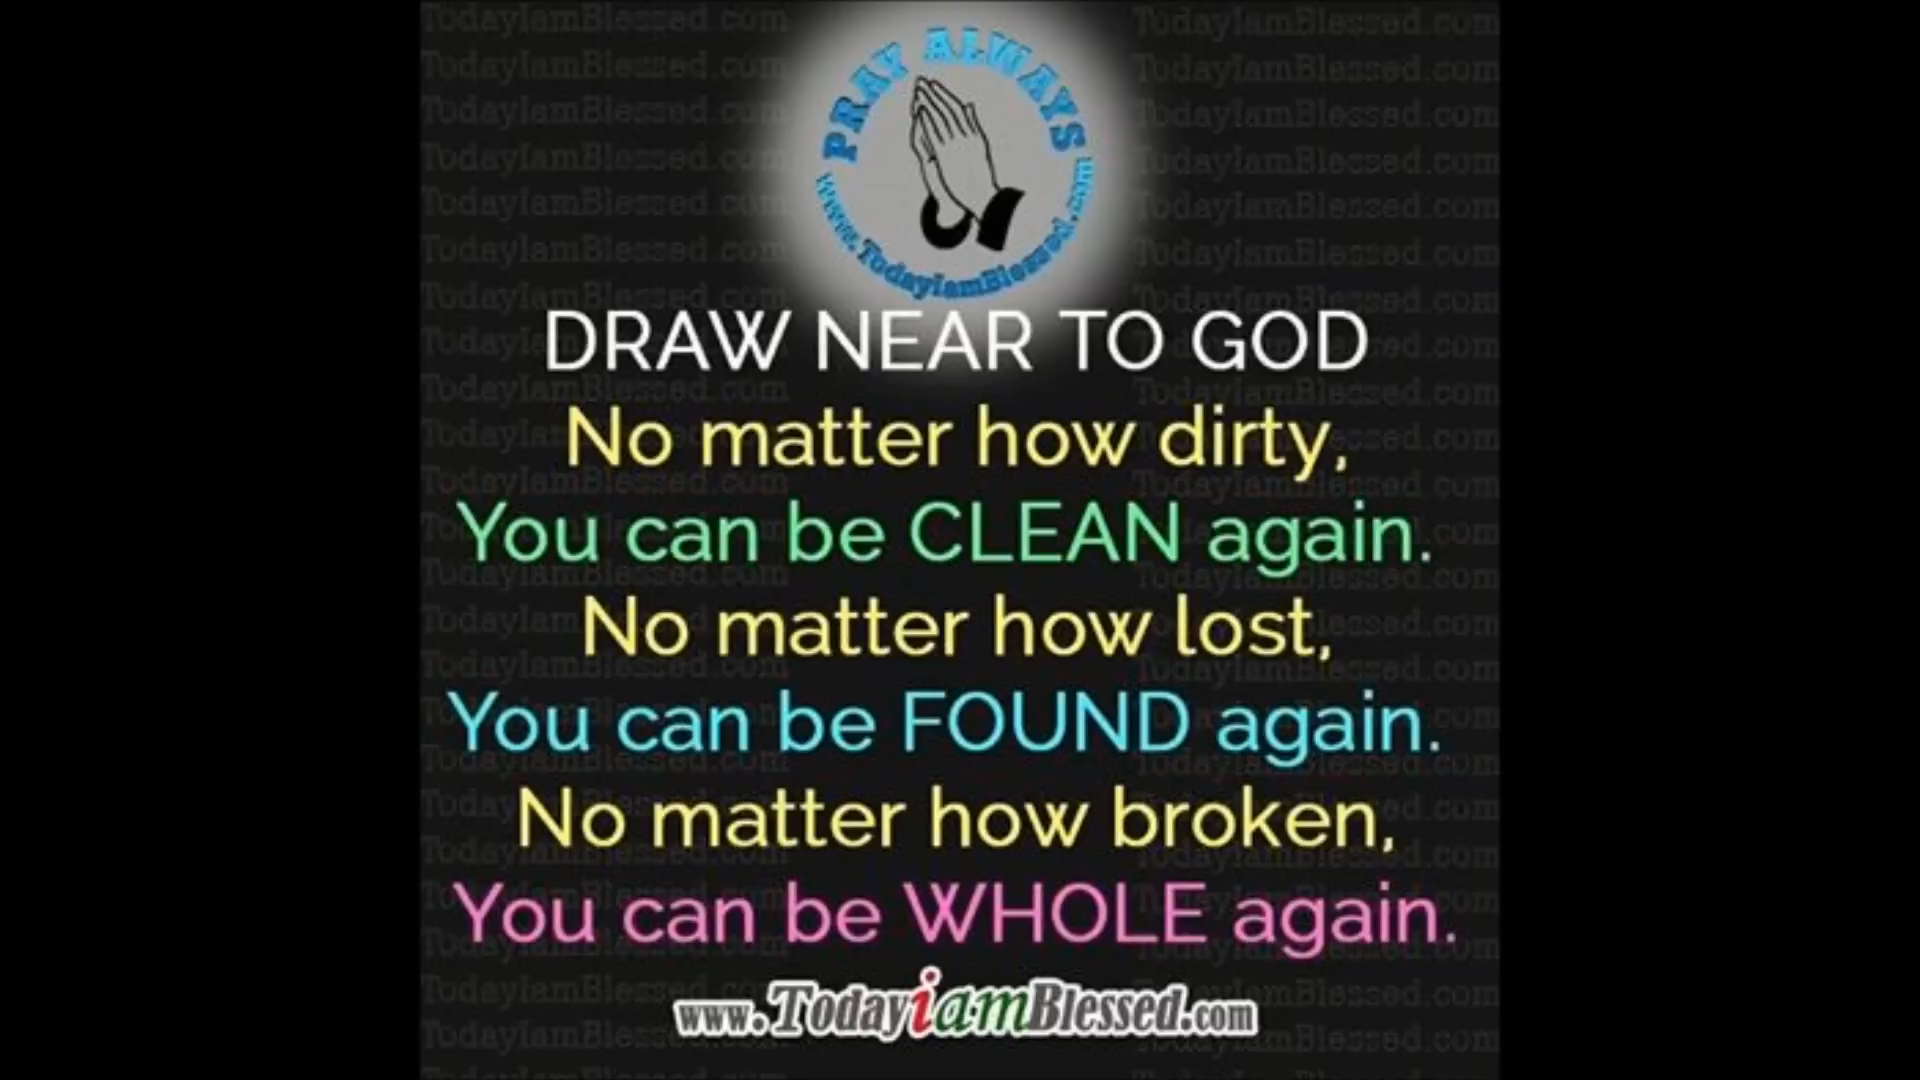 PRAY ALWAYS
www.TodayIamBlessed.com
DRAW NEAR TO GOD
No matter how dirty,
You can be CLEAN again.
No matter how lost,
You can be FOUND again.
No matter how broken,
You can be WHOLE again.
www.TodayiamBlessed.com